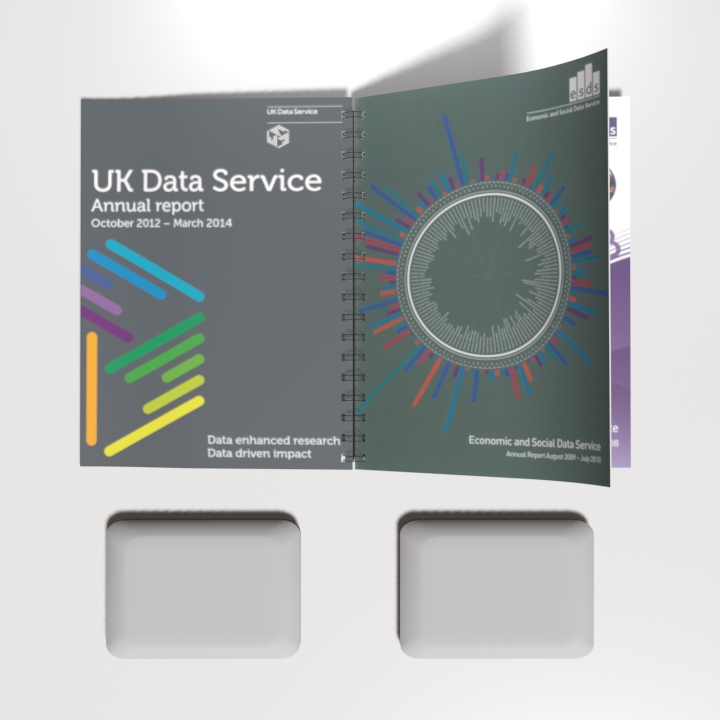 UK Data Service
UK Data Service
Annual report
October 2012 – March 2014
Data enhanced research
Data driven impact
esds
Economic and Social Data Service
Economic and Social Data Service
Annual Report August 2009 – July 2010